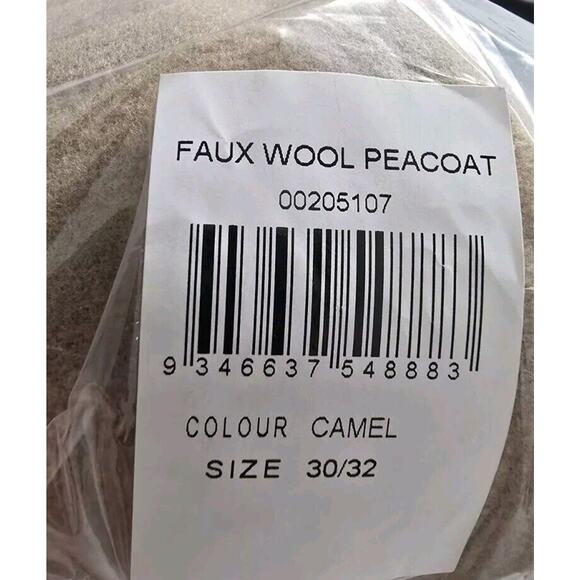 FAUX WOOL PEACOAT
00205107
9 346637 548883
COLOUR CAMEL
SIZE 30/32